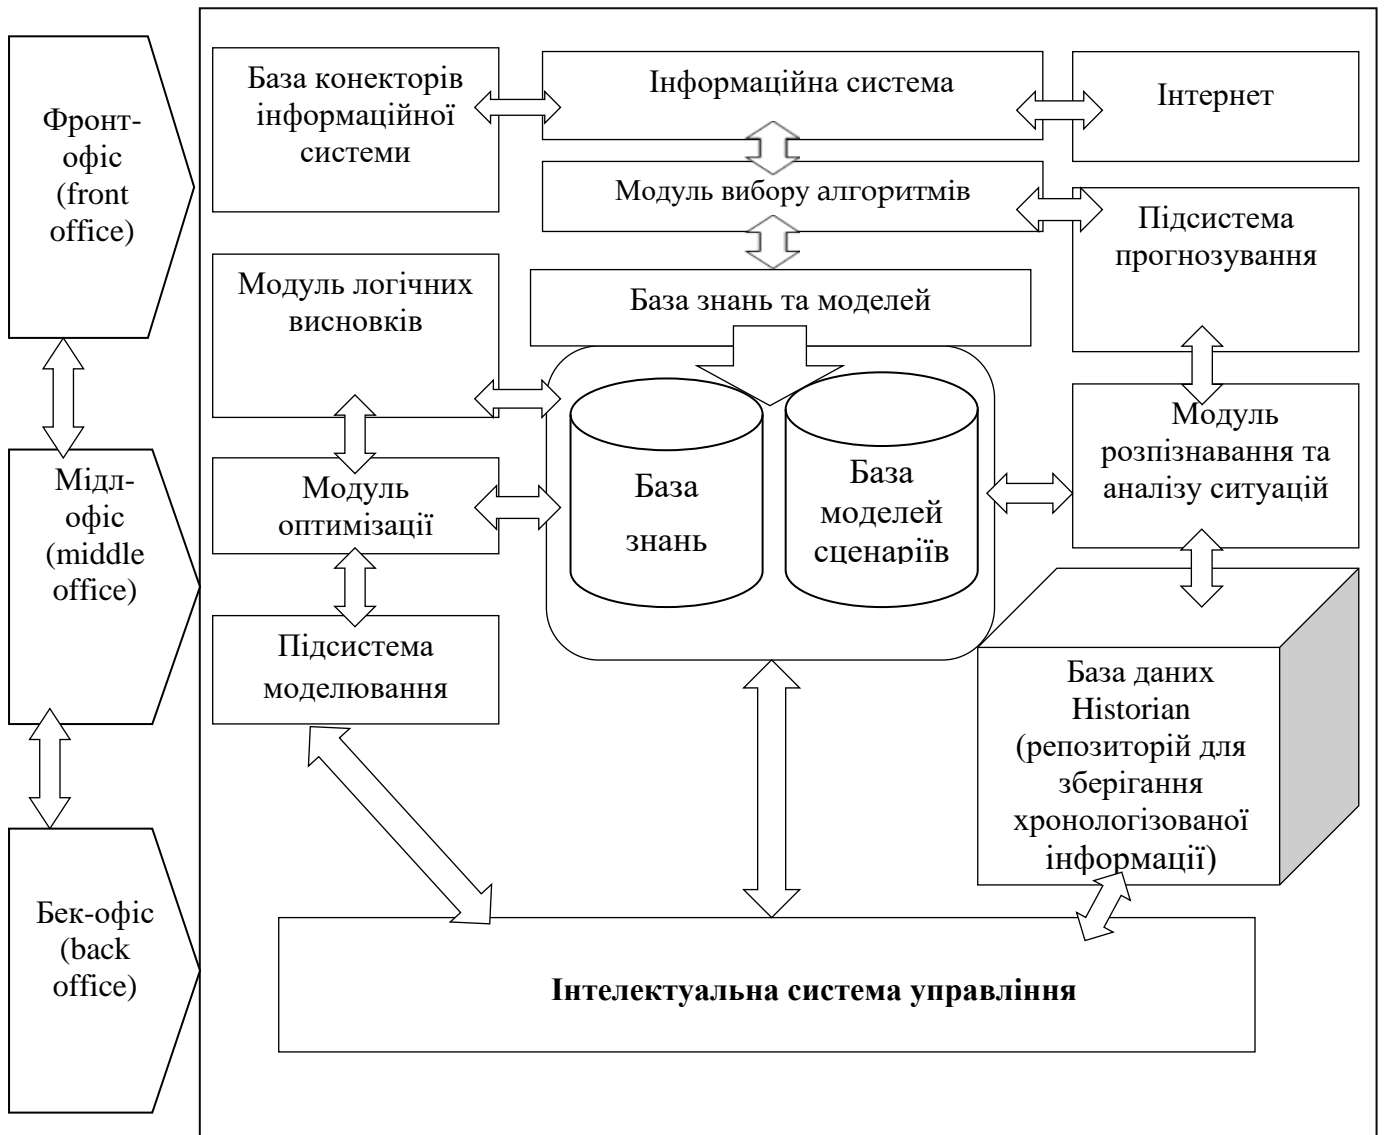 Фронт-
офіс
(front
office)
Мідл-
офіс
(middle
office)
Бек-офіс
(back
office)
База конекторів
інформаційної
системи
Інформаційна система
Інтернет
Модуль вибору алгоритмів
Підсистема
прогнозування
Модуль логічних
висновків
База знань та моделей
База
знань
База
моделей
сценаріїв
Модуль
розпізнавання та
аналізу ситуацій
Модуль
оптимізації
Підсистема
моделювання
База даних
Historian
(репозиторій для
зберігання
хронологізованої
інформації)
Інтелектуальна система управління